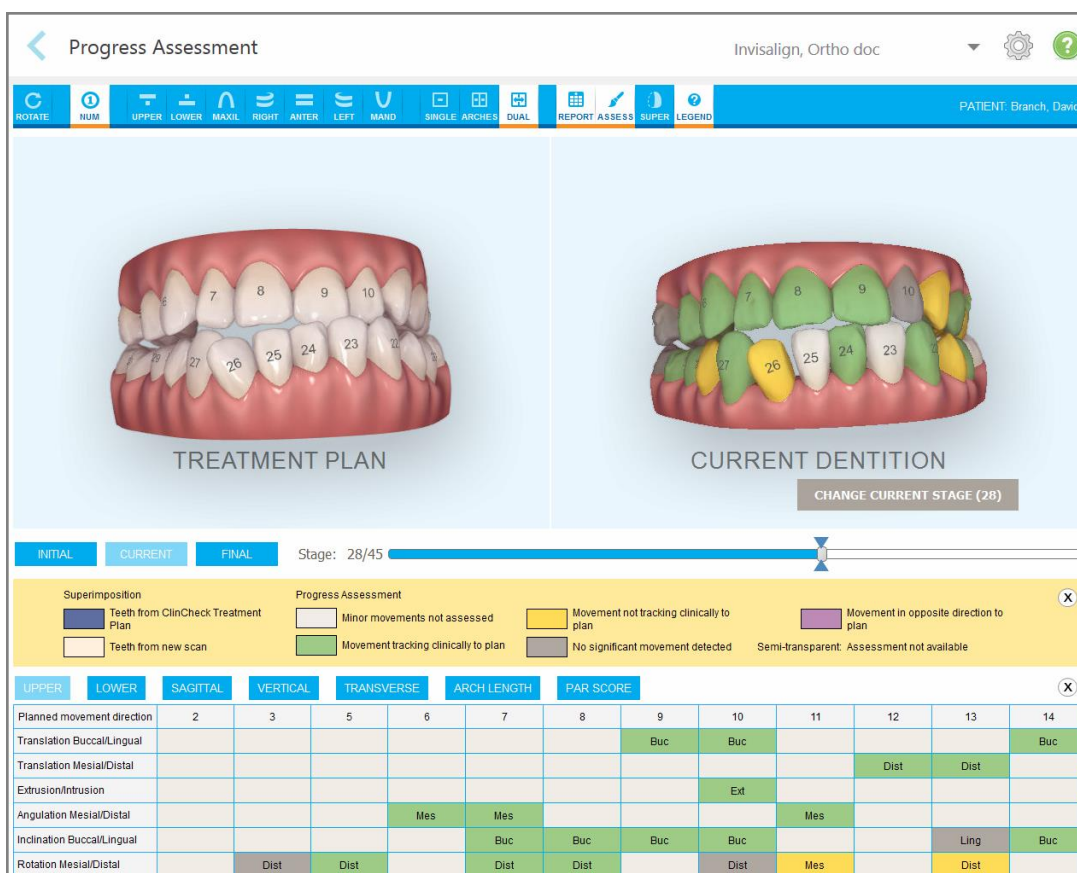 Progress Assessment
Invisalign, Ortho doc
?
ROTATE NUM UPPER LOWER MAXIL RIGHT ANTER LEFT MAND SINGLE ARCHES DUAL REPORT ASSESS SUPER LEGEND
PATIENT: Branch, David
7 8 9 10
27 26 25 24 23 22
TREATMENT PLAN
7 8 9 10
27 26 25 24 23
CURRENT DENTITION
CHANGE CURRENT STAGE (28)
INITIAL CURRENT FINAL Stage: 28/45
Superimposition Progress Assessment X
Teeth from ClinCheck Treatment
Plan
Minor movements not assessed
Movement not tracking clinically to
plan
Movement in opposite direction to
plan
Teeth from new scan
Movement tracking clinically to plan
No significant movement detected
Semi-transparent: Assessment not available
UPPER LOWER SAGITTAL VERTICAL TRANSVERSE ARCH LENGTH PAR SCORE X
Planned movement direction 2 3 5 6 7 8 9 10 11 12 13 14
Translation Buccal/Lingual Buc Buc Buc
Translation Mesial/Distal Dist Dist
Extrusion/Intrusion Ext
Angulation Mesial/Distal Mes Mes Mes
Inclination Buccal/Lingual Buc Buc Buc Buc Ling Buc
Rotation Mesial/Distal Dist Dist Dist Dist Dist Mes Dist